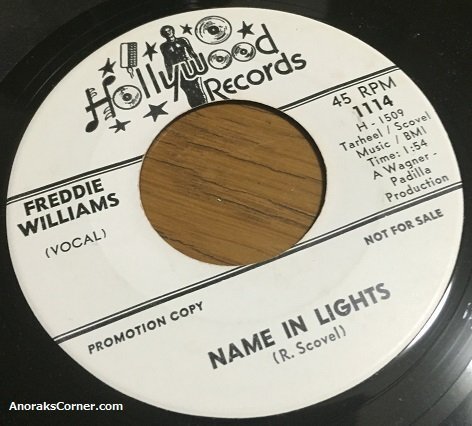 Hollywood
Records
45 RPM
1114
H - 1509
Tarheel / Scovel
Music / BMI
Time: 1:54
A Wagner -
Padilla
Production
FREDDIE
WILLIAMS
(VOCAL)
NOT FOR SALE
PROMOTION COPY
NAME IN LIGHTS
(R. Scovel)
AnoraksCorner.com